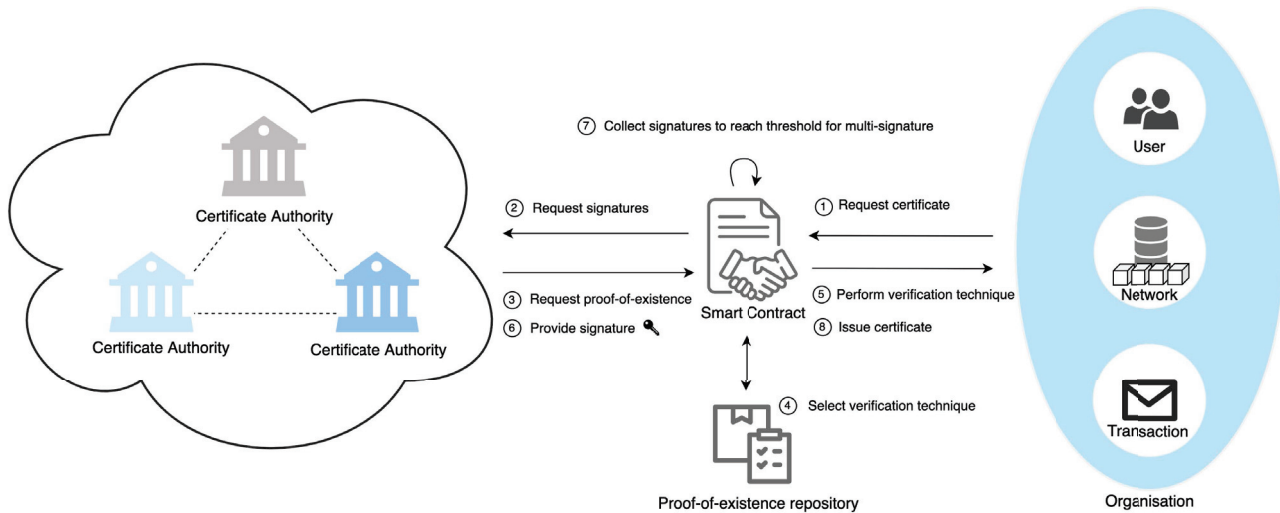 ⑦ Collect signatures to reach threshold for multi-signature
User
Certificate Authority
② Request signatures
① Request certificate
Network
③ Request proof-of-existence
⑥ Provide signature
Smart Contract
⑤ Perform verification technique
⑧ Issue certificate
Certificate Authority
Certificate Authority
④ Select verification technique
Transaction
Proof-of-existence repository
Organisation